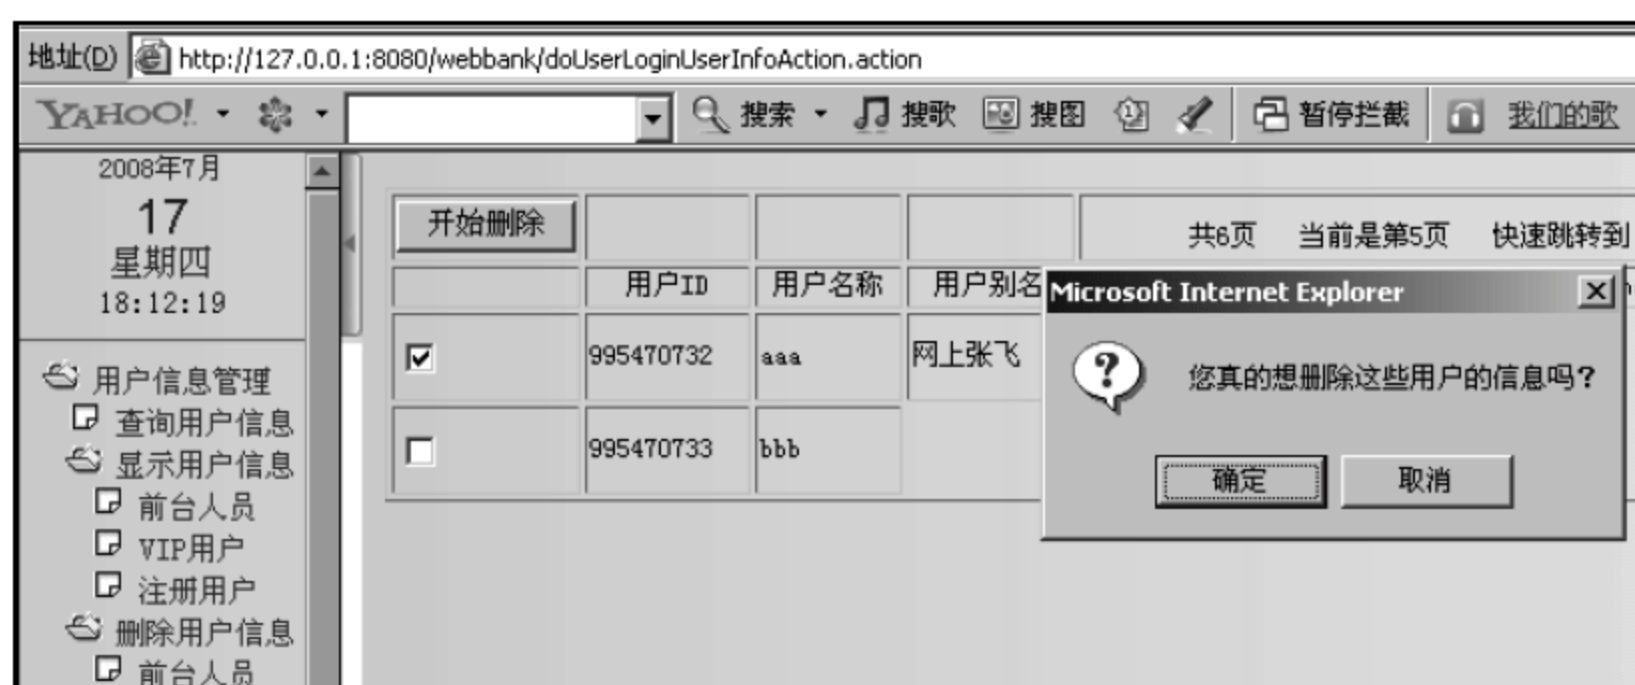 地址(D) http://127.0.0.1:8080/webbank/doUserLoginUserInfoAction.action
YAHOO! 搜索 搜歌 搜图 暂停拦截 我们的歌
2008年7月
17
星期四
18:12:19
用户信息管理
查询用户信息
显示用户信息
前台人员
VIP用户
注册用户
删除用户信息
前台人员
开始删除 共6页 当前是第5页 快速跳转到
用户ID 用户名称 用户别名
995470732 aaa 网上张飞
995470733 bbb
Microsoft Internet Explorer
您真的想删除这些用户的信息吗?
确定 取消